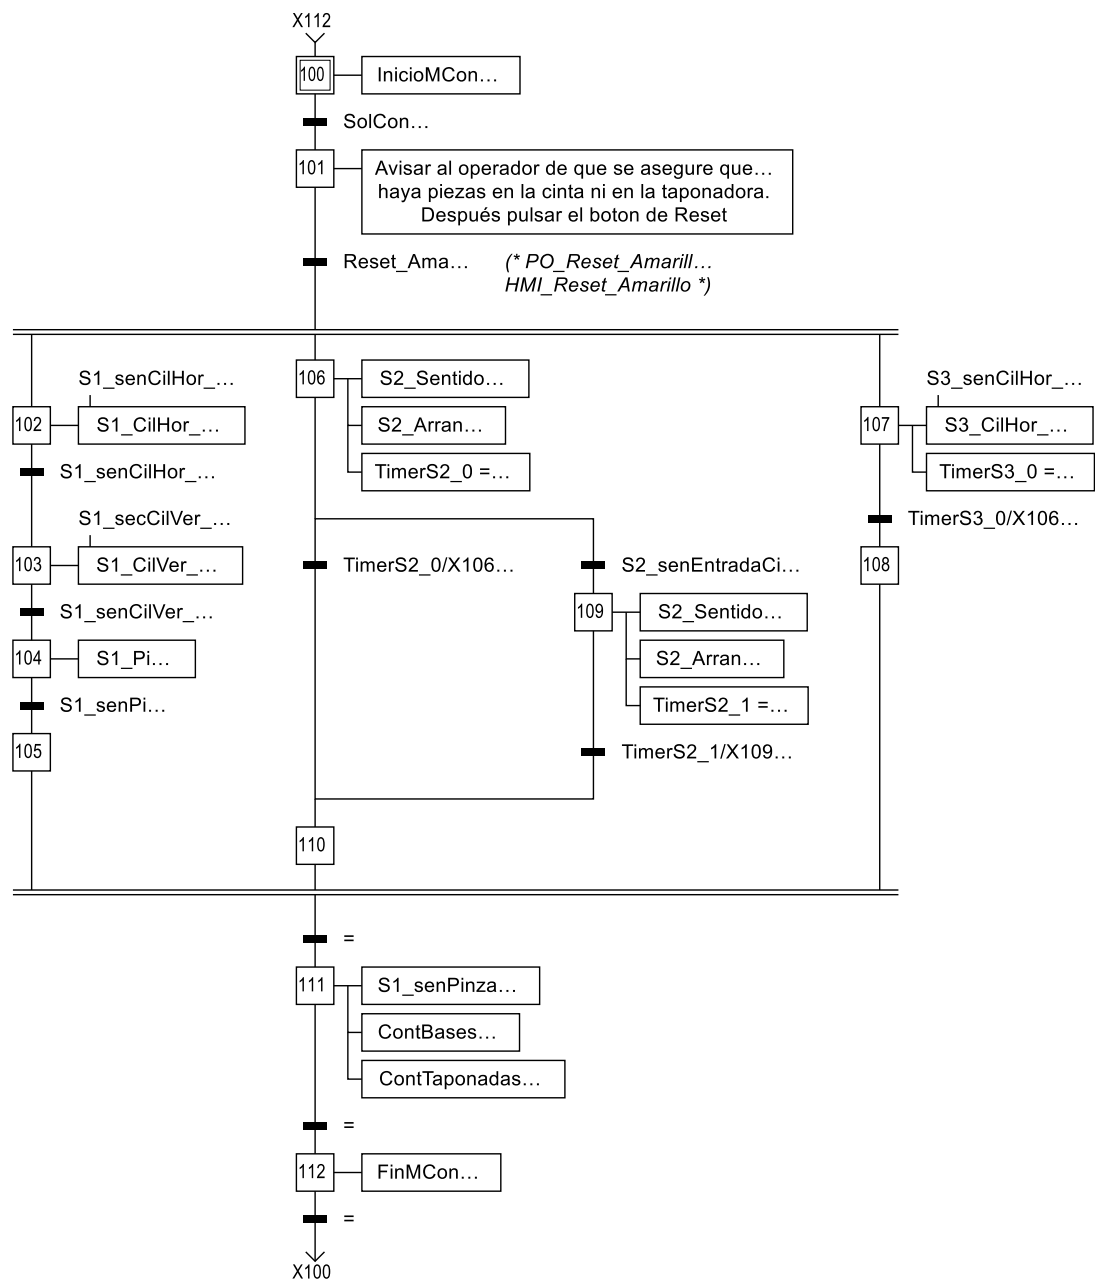 X112
100
InicioMCon…
SolCon…
101
Avisar al operador de que se asegure que…
haya piezas en la cinta ni en la taponadora.
Después pulsar el boton de Reset
Reset_Ama…
(* PO_Reset_Amarill…
HMI_Reset_Amarillo *)
S1_senCilHor_…
102
S1_CilHor_…
S1_senCilHor_…
S1_secCilVer_…
103
S1_CilVer_…
S1_senCilVer_…
104
S1_Pi…
S1_senPi…
105
106
S2_Sentido…
S2_Arran…
TimerS2_0 =…
TimerS2_0/X106…
S2_senEntradaCi…
109
S2_Sentido…
S2_Arran…
TimerS2_1 =…
TimerS2_1/X109…
110
S3_senCilHor_…
107
S3_CilHor_…
TimerS3_0 =…
TimerS3_0/X106…
108
=
111
S1_senPinza…
ContBases…
ContTaponadas…
=
112
FinMCon…
=
X100